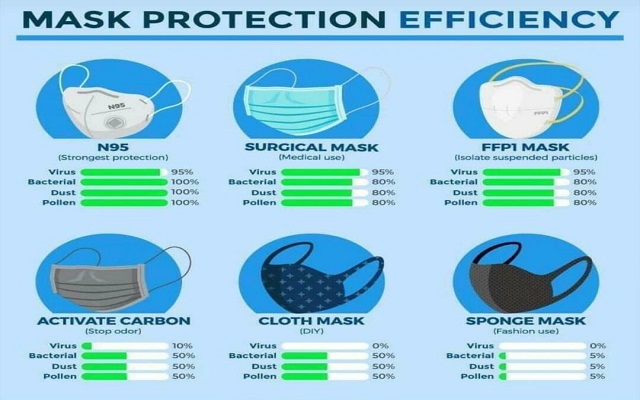 MASK PROTECTION EFFICIENCY
N95
N95
(Strongest protection)
Virus 95%
Bacterial 100%
Dust 100%
Pollen 100%
SURGICAL MASK
(Medical use)
Virus 95%
Bacterial 80%
Dust 80%
Pollen 80%
FFP1
FFP1 MASK
(Isolate suspended particles)
Virus 95%
Bacterial 80%
Dust 80%
Pollen 80%
ACTIVATE CARBON
(Stop odor)
Virus 10%
Bacterial 50%
Dust 50%
Pollen 50%
CLOTH MASK
(DIY)
Virus 0%
Bacterial 50%
Dust 50%
Pollen 50%
SPONGE MASK
(Fashion use)
Virus 0%
Bacterial 5%
Dust 5%
Pollen 5%